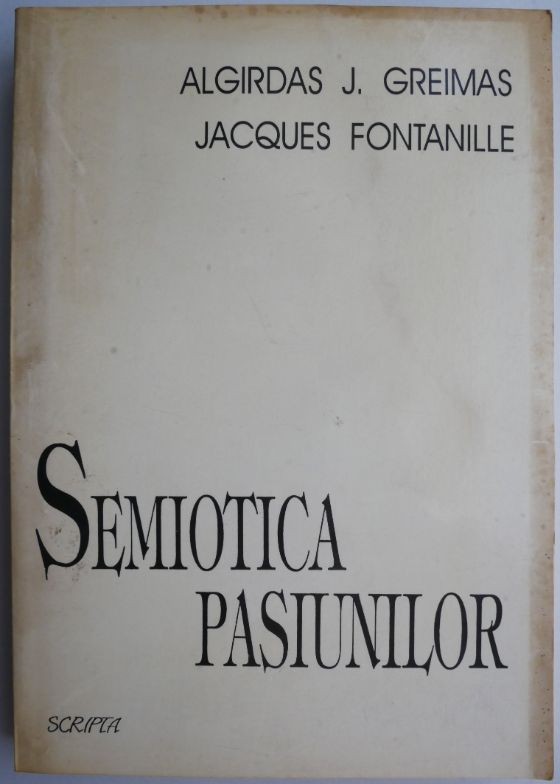 ALGIRDAS J. GREIMAS
JACQUES FONTANILLE
SEMIOTICA
PASIUNILOR
SCRIPTA